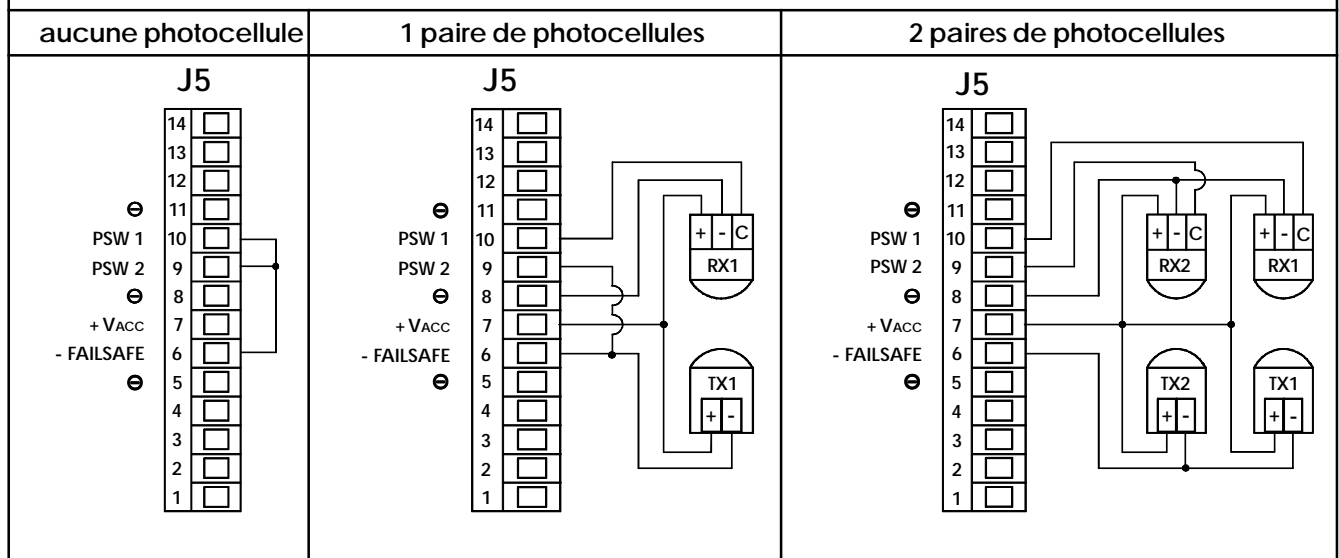 aucune photocellule
1 paire de photocellules
2 paires de photocellules
J5
14
13
12
⊖ 11
PSW 1 10
PSW 2 9
⊖ 8
+ VACC 7
- FAILSAFE 6
⊖ 5
4
3
2
1
J5
14
13
12
⊖ 11
PSW 1 10
PSW 2 9
⊖ 8
+ VACC 7
- FAILSAFE 6
⊖ 5
4
3
2
1
+ - C
RX1
TX1
+ -
J5
14
13
12
⊖ 11
PSW 1 10
PSW 2 9
⊖ 8
+ VACC 7
- FAILSAFE 6
⊖ 5
4
3
2
1
+ - C
RX2
+ - C
RX1
TX2
+ -
TX1
+ -